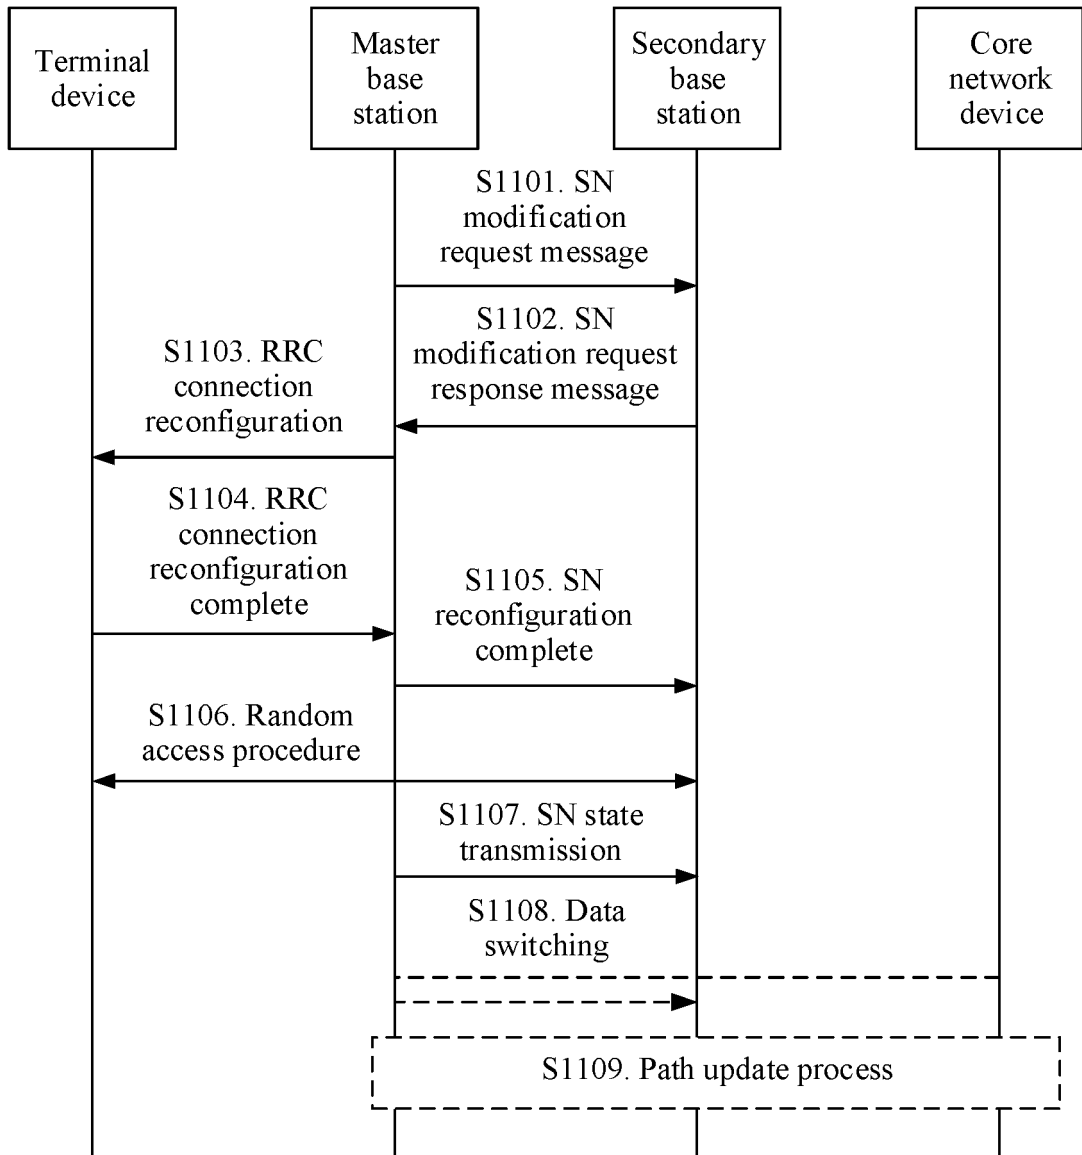 Terminal
device
Master
base
station
Secondary
base
station
Core
network
device
S1101. SN
modification
request message
S1102. SN
modification request
response message
S1103. RRC
connection
reconfiguration
S1104. RRC
connection
reconfiguration
complete
S1105. SN
reconfiguration
complete
S1106. Random
access procedure
S1107. SN state
transmission
S1108. Data
switching
S1109. Path update process